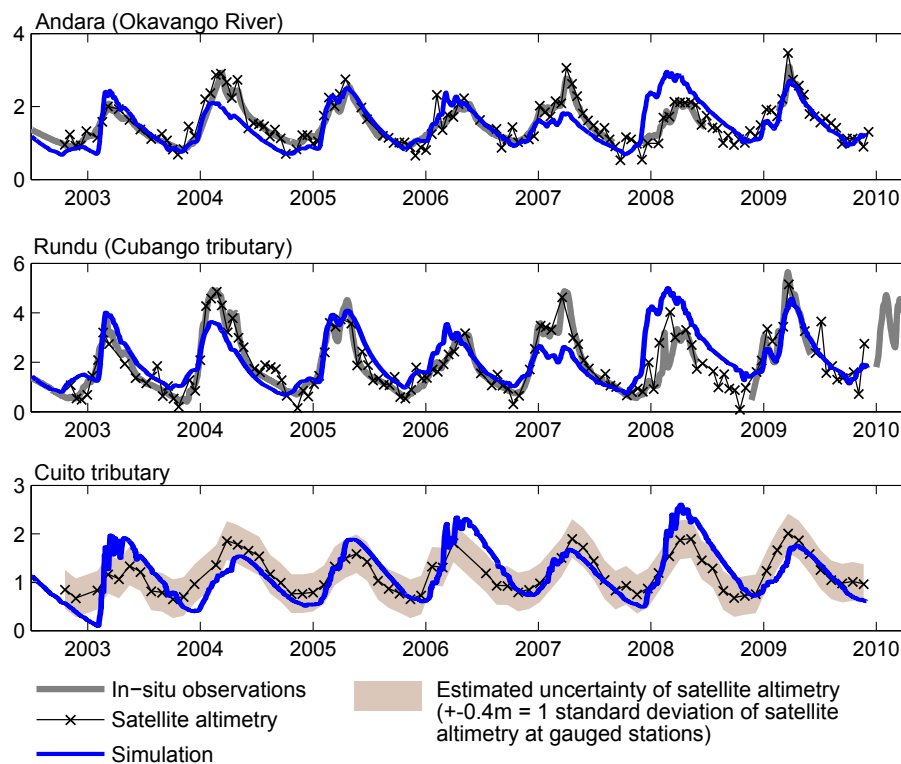 Andara (Okavango River)
4
2
0
2003 2004 2005 2006 2007 2008 2009 2010
Rundu (Cubango tributary)
6
4
2
0
2003 2004 2005 2006 2007 2008 2009 2010
Cuito tributary
3
2
1
0
2003 2004 2005 2006 2007 2008 2009 2010
In−situ observations
Satellite altimetry
Simulation
Estimated uncertainty of satellite altimetry
(+-0.4m = 1 standard deviation of satellite
altimetry at gauged stations)